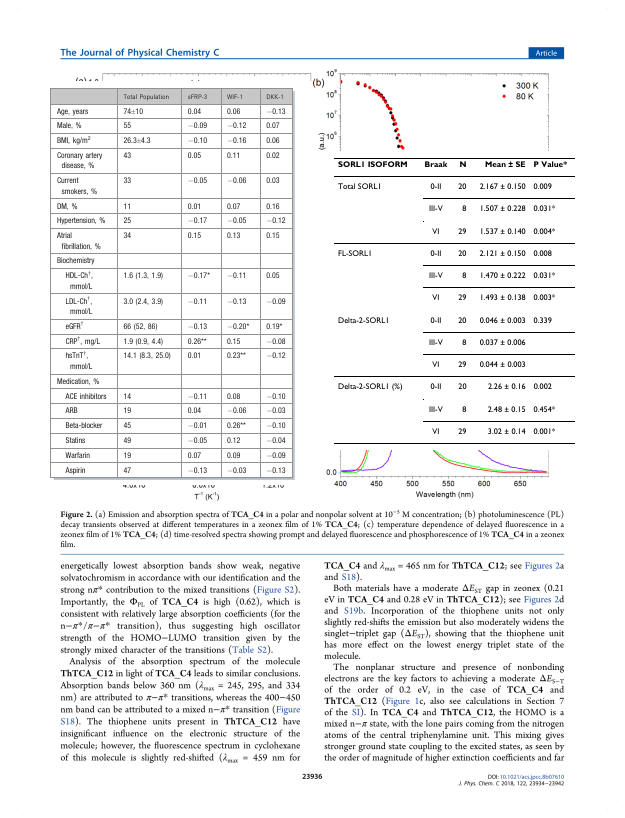 The Journal of Physical Chemistry C
Article
Total Population sFRP-3 WIF-1 DKK-1
Age, years 74±10 0.04 0.06 −0.13
Male, % 55 −0.09 −0.12 0.07
BMI, kg/m² 26.3±4.3 −0.10 −0.16 0.06
Coronary artery 43 0.05 0.11 0.02
disease, %
Current 33 −0.05 −0.06 0.03
smokers, %
DM, % 11 0.01 0.07 0.16
Hypertension, % 25 −0.17 −0.05 −0.12
Atrial 34 0.15 0.13 0.15
fibrillation, %
Biochemistry
HDL-Ch†, 1.6 (1.3, 1.9) −0.17* −0.11 0.05
mmol/L
LDL-Ch†, 3.0 (2.4, 3.9) −0.11 −0.13 −0.09
mmol/L
eGFR† 66 (52, 86) −0.13 −0.20* 0.19*
CRP†, mg/L 1.9 (0.9, 4.4) 0.26** 0.15 −0.08
hsTnT†, 14.1 (8.3, 25.0) 0.01 0.23** −0.12
mmol/L
Medication, %
ACE inhibitors 14 −0.11 0.08 −0.10
ARB 19 0.04 −0.06 −0.03
Beta-blocker 45 −0.01 0.26** −0.10
Statins 49 −0.05 0.12 −0.04
Warfarin 19 0.07 0.09 −0.09
Aspirin 47 −0.13 −0.03 −0.13
T⁻¹ (K⁻¹)
(b)
10⁹
10⁸
10⁷
10⁶
(a.u.)
300 K
80 K
SORL1 ISOFORM Braak N Mean ± SE P Value*
Total SORL1 0-II 20 2.167 ± 0.150 0.009
III-V 8 1.507 ± 0.228 0.031*
VI 29 1.537 ± 0.140 0.004*
FL-SORL1 0-II 20 2.121 ± 0.150 0.008
III-V 8 1.470 ± 0.222 0.031*
VI 29 1.493 ± 0.138 0.003*
Delta-2-SORL1 0-II 20 0.046 ± 0.003 0.339
III-V 8 0.037 ± 0.006
VI 29 0.044 ± 0.003
Delta-2-SORL1 (%) 0-II 20 2.26 ± 0.16 0.002
III-V 8 2.48 ± 0.15 0.454*
VI 29 3.02 ± 0.14 0.001*
0.0
400 450 500 550 600 650
Wavelength (nm)
Figure 2. (a) Emission and absorption spectra of TCA_C4 in a polar and nonpolar solvent at 10⁻⁵ M concentration; (b) photoluminescence (PL)
decay transients observed at different temperatures in a zeonex film of 1% TCA_C4; (c) temperature dependence of delayed fluorescence in a
zeonex film of 1% TCA_C4; (d) time-resolved spectra showing prompt and delayed fluorescence and phosphorescence of 1% TCA_C4 in a zeonex
film.
energetically lowest absorption bands show weak, negative
solvatochromism in accordance with our identification and the
strong nπ* contribution to the mixed transitions (Figure S2).
Importantly, the ΦPL of TCA_C4 is high (0.62), which is
consistent with relatively large absorption coefficients (for the
n−π*/π−π* transition), thus suggesting high oscillator
strength of the HOMO−LUMO transition given by the
strongly mixed character of the transitions (Table S2).
Analysis of the absorption spectrum of the molecule
ThTCA_C12 in light of TCA_C4 leads to similar conclusions.
Absorption bands below 360 nm (λmax = 245, 295, and 334
nm) are attributed to π−π* transitions, whereas the 400−450
nm band can be attributed to a mixed n−π* transition (Figure
S18). The thiophene units present in ThTCA_C12 have
insignificant influence on the electronic structure of the
molecule; however, the fluorescence spectrum in cyclohexane
of this molecule is slightly red-shifted (λmax = 459 nm for
TCA_C4 and λmax = 465 nm for ThTCA_C12; see Figures 2a
and S18).
Both materials have a moderate ΔEST gap in zeonex (0.21
eV in TCA_C4 and 0.28 eV in ThTCA_C12); see Figures 2d
and S19b. Incorporation of the thiophene units not only
slightly red-shifts the emission but also moderately widens the
singlet−triplet gap (ΔEST), showing that the thiophene unit
has more effect on the lowest energy triplet state of the
molecule.
The nonplanar structure and presence of nonbonding
electrons are the key factors to achieving a moderate ΔES−T
of the order of 0.2 eV, in the case of TCA_C4 and
ThTCA_C12 (Figure 1c, also see calculations in Section 7
of the SI). In TCA_C4 and ThTCA_C12, the HOMO is a
mixed n−π state, with the lone pairs coming from the nitrogen
atoms of the central triphenylamine unit. This mixing gives
stronger ground state coupling to the excited states, as seen by
the order of magnitude of higher extinction coefficients and far
23936
DOI: 10.1021/acs.jpcc.8b07610
J. Phys. Chem. C 2018, 122, 23934−23942